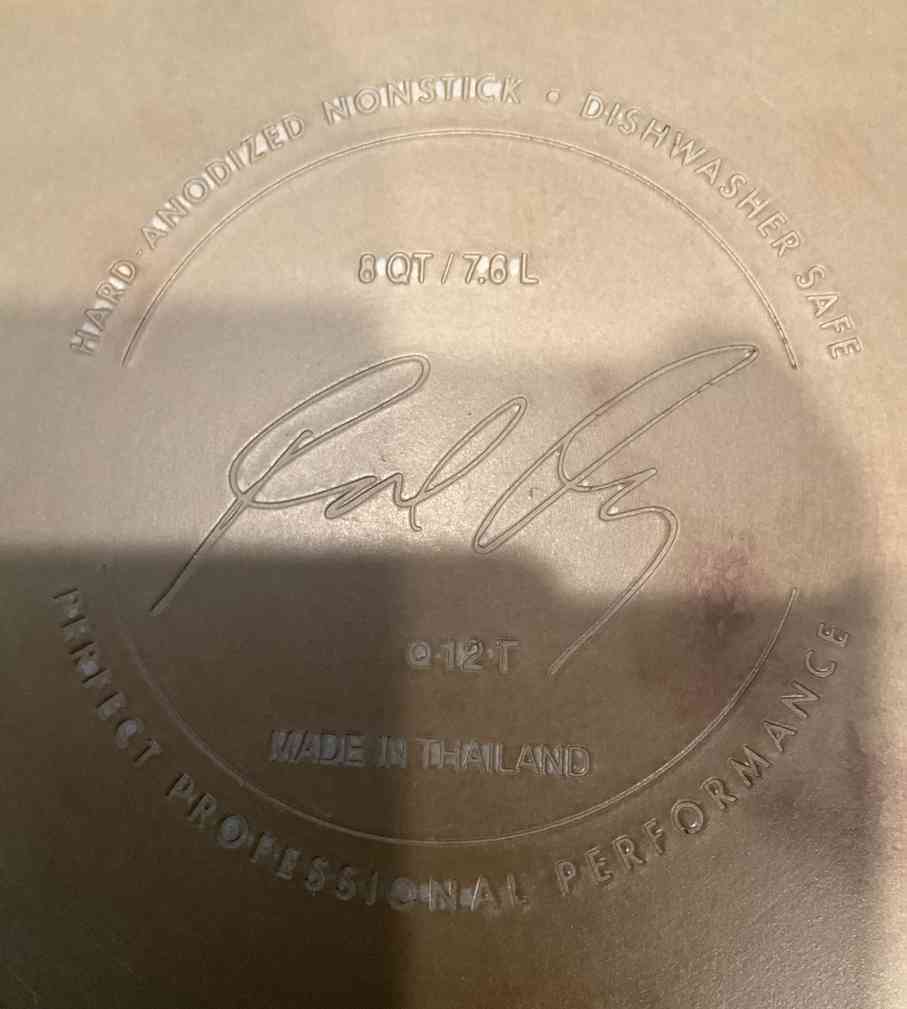 HARD-ANODIZED NONSTICK • DISHWASHER SAFE
8 QT / 7.6 L
Q-12-T
MADE IN THAILAND
PERFECT PROFESSIONAL PERFORMANCE